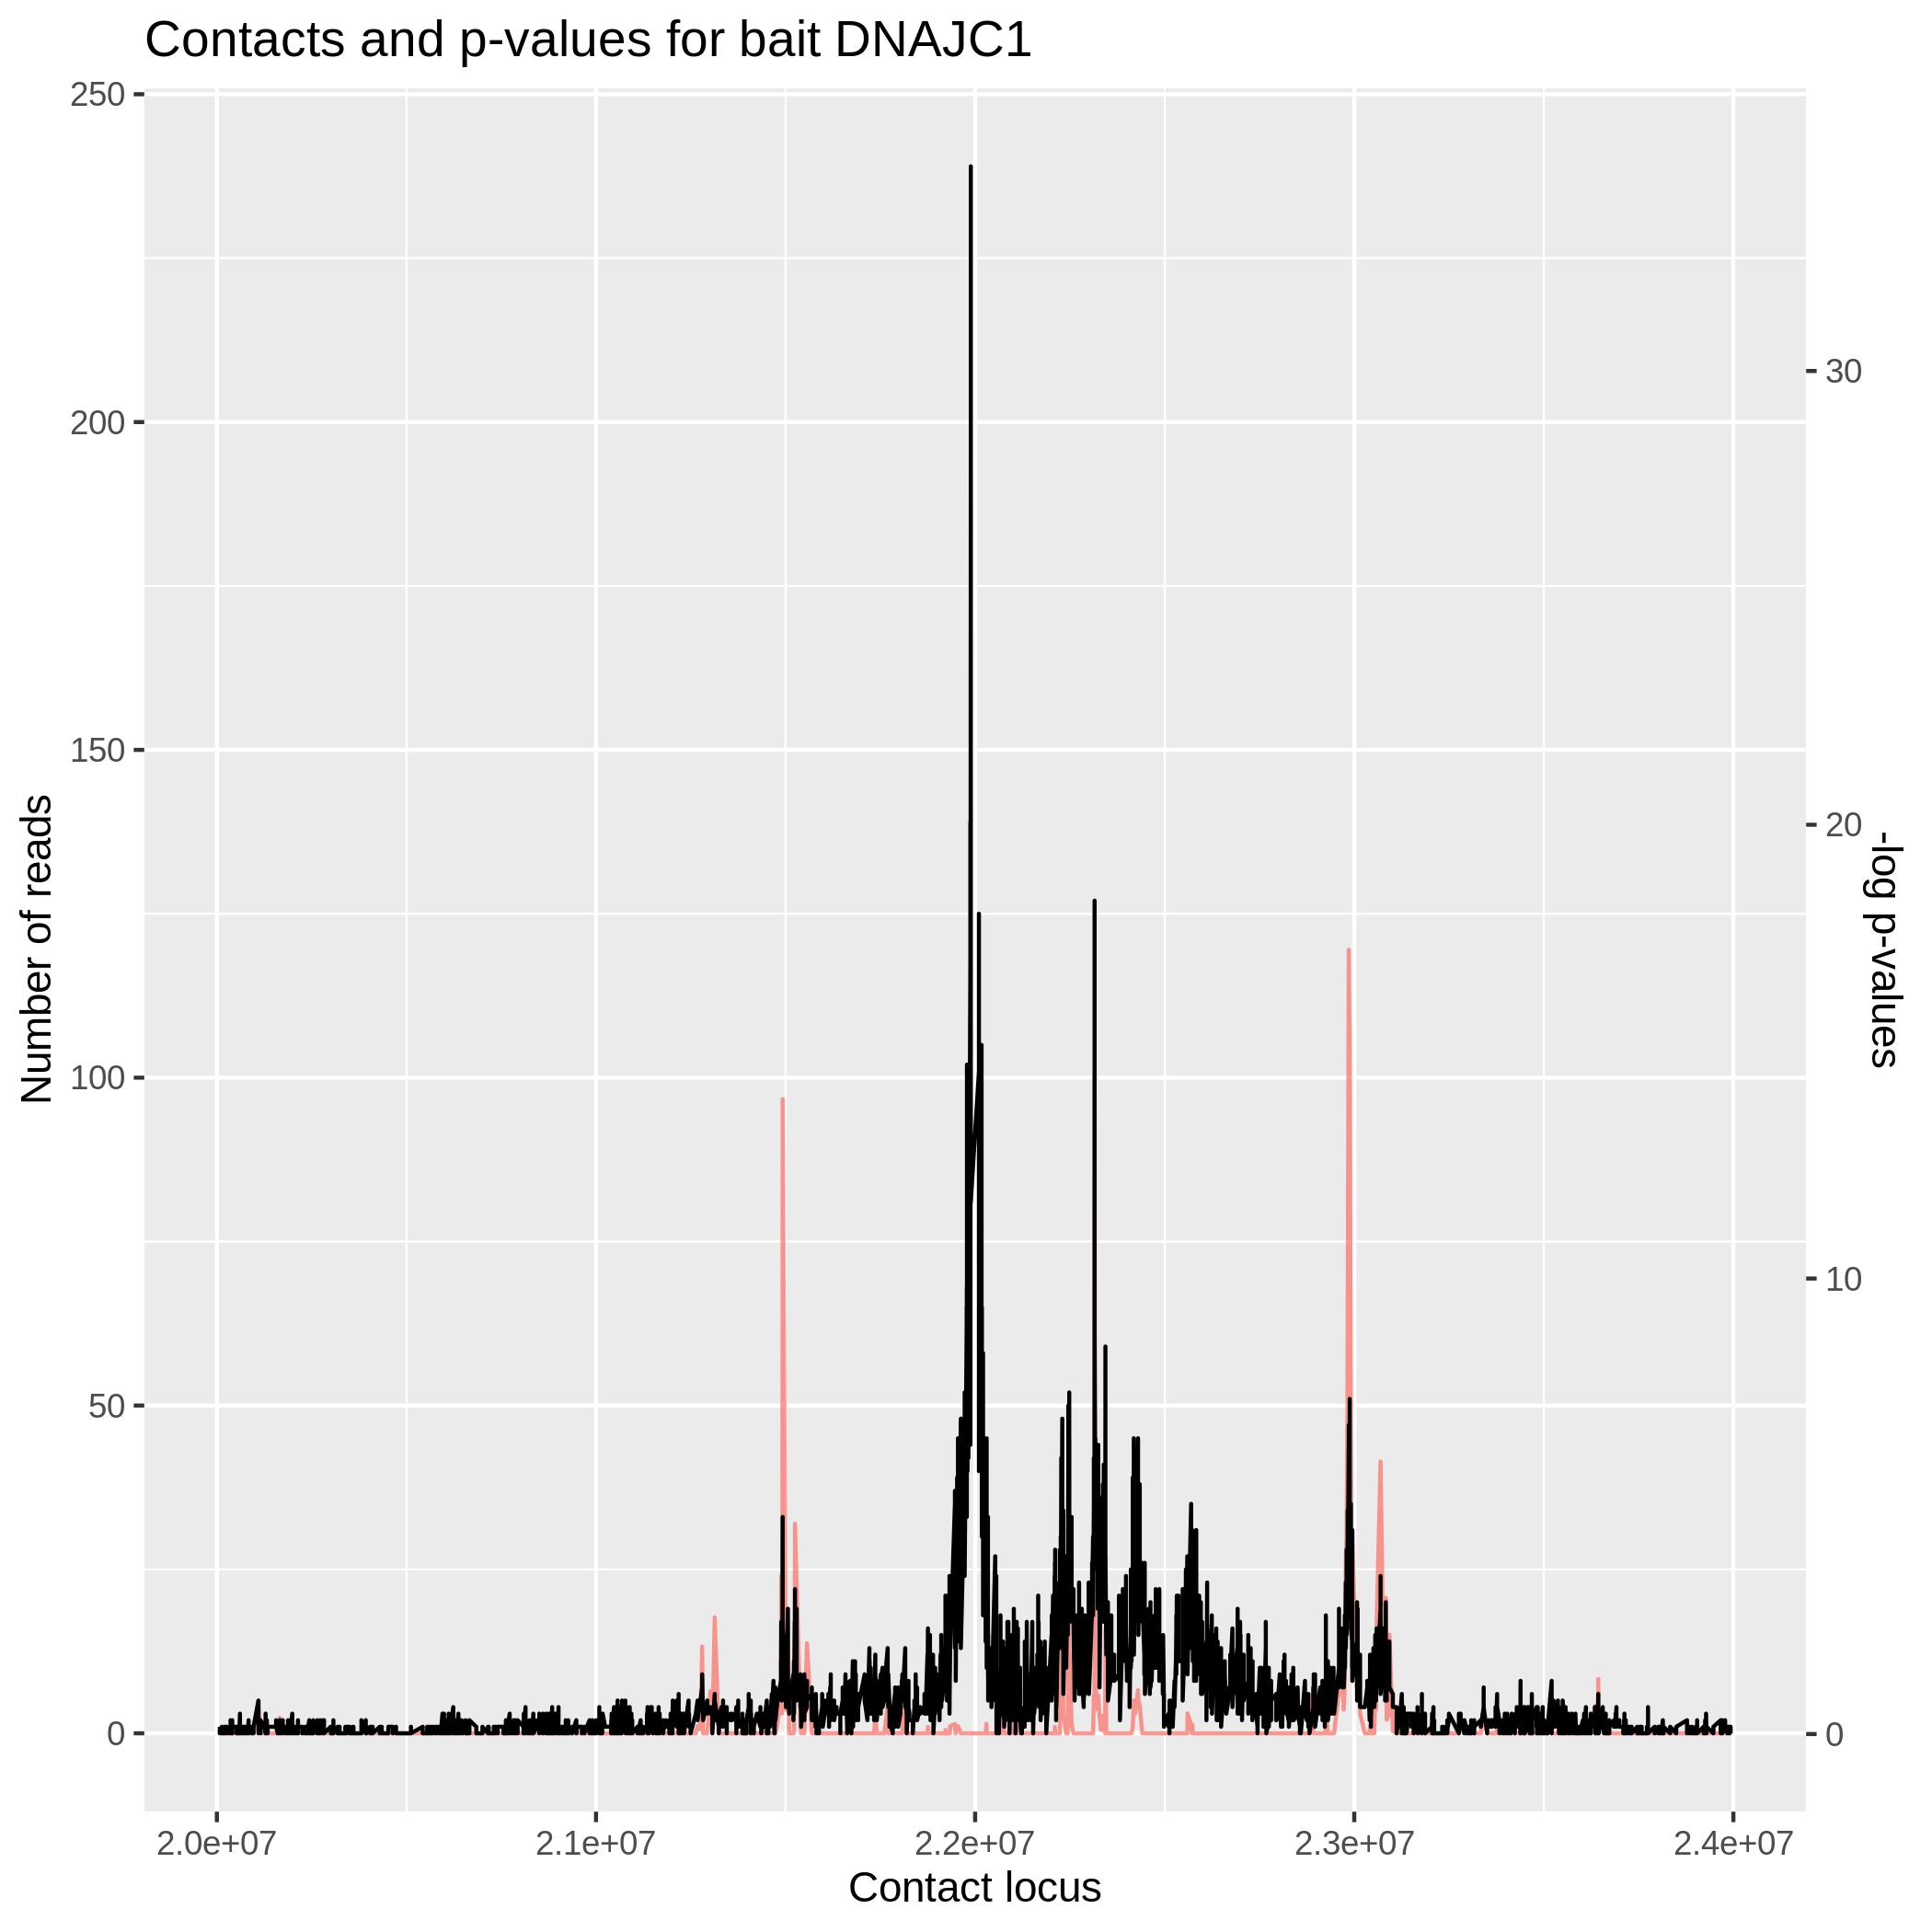 Contacts and p-values for bait DNAJC1
250
200
150
100
50
0
Number of reads
30
20
10
0
-log p-values
2.0e+07
2.1e+07
2.2e+07
2.3e+07
2.4e+07
Contact locus